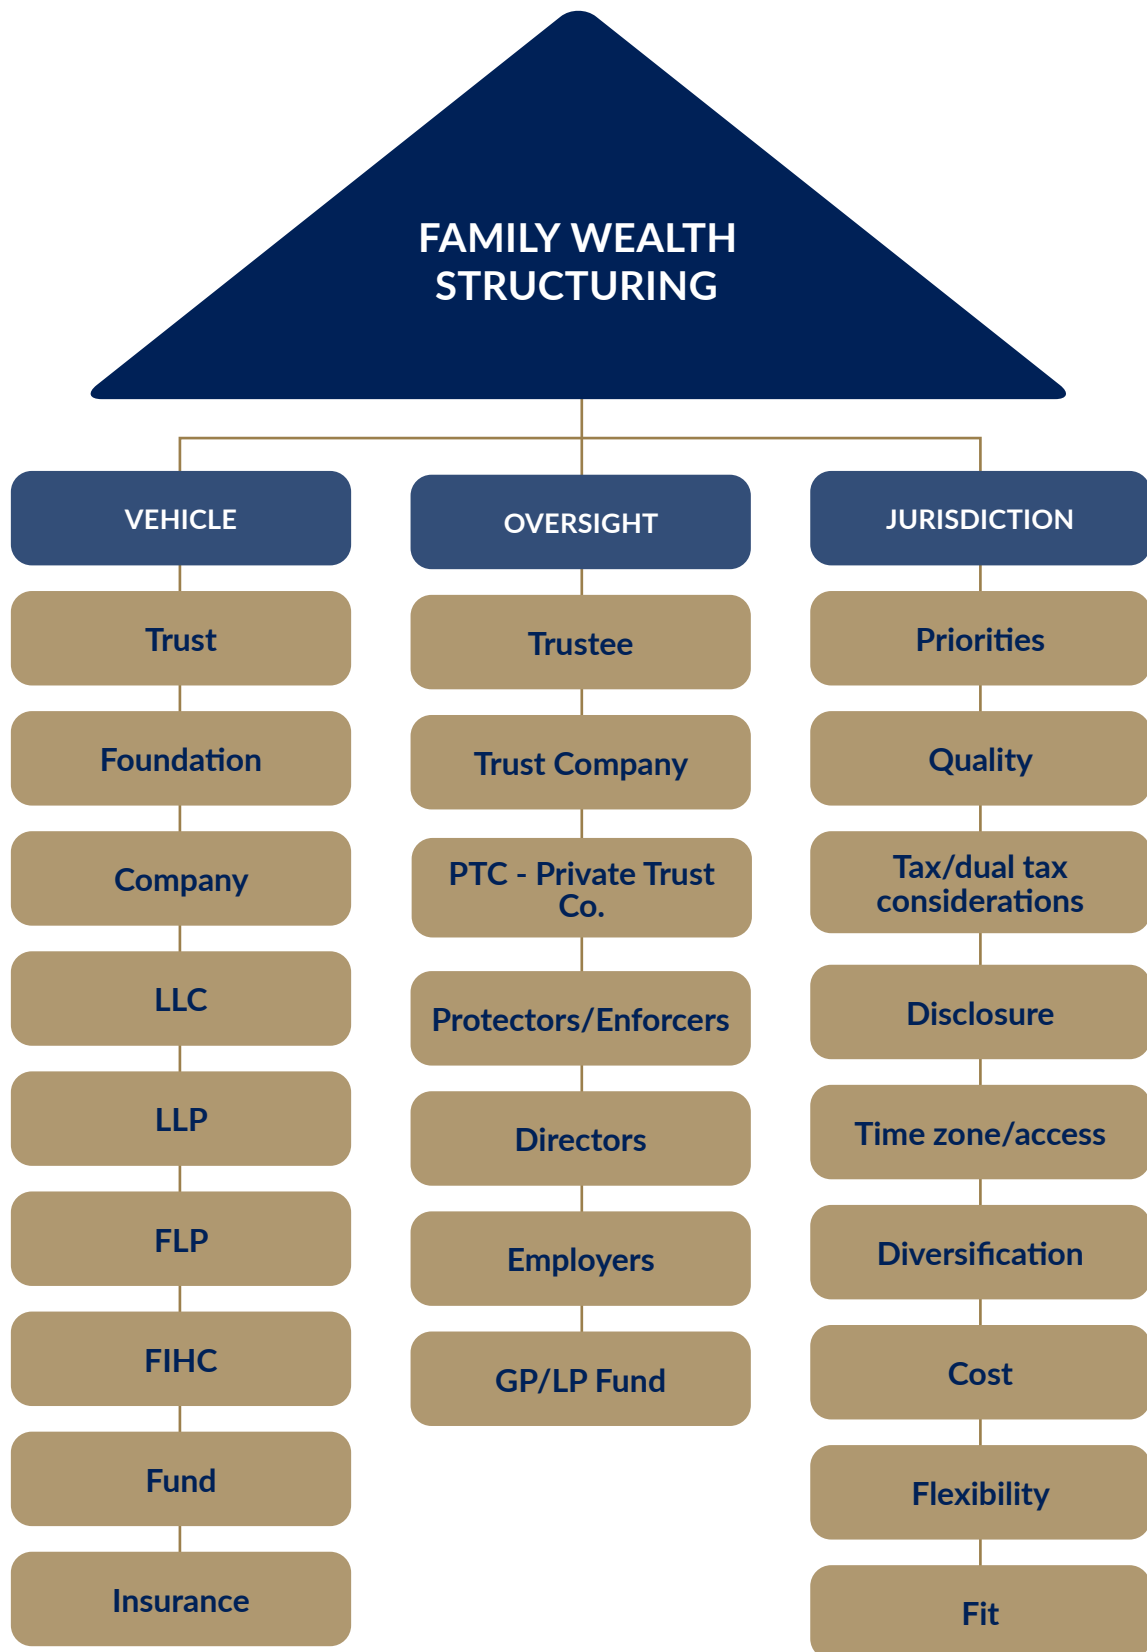 FAMILY WEALTH
STRUCTURING
VEHICLE
Trust
Foundation
Company
LLC
LLP
FLP
FIHC
Fund
Insurance
OVERSIGHT
Trustee
Trust Company
PTC - Private Trust
Co.
Protectors/Enforcers
Directors
Employers
GP/LP Fund
JURISDICTION
Priorities
Quality
Tax/dual tax
considerations
Disclosure
Time zone/access
Diversification
Cost
Flexibility
Fit